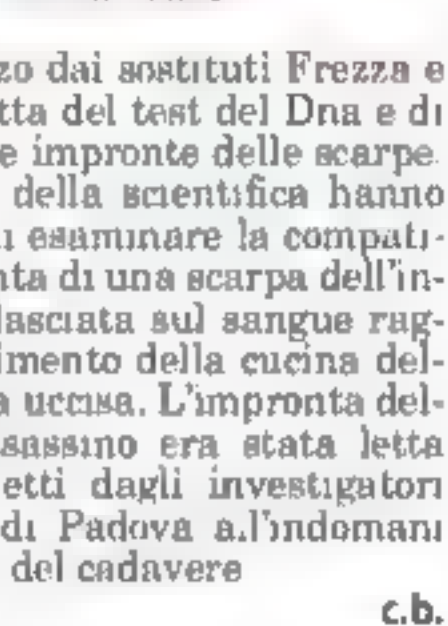 zo dai sostituti Frezza e
tta del test del Dna e di
e impronte delle scarpe.
della scientifica hanno
i esaminare la compati-
nta di una scarpa dell'in-
lasciata sul sangue rag-
imento della cucina del-
a uccisa. L'impronta del-
sassino era stata letta
etti dagli investigatori
di Padova all'indomani
del cadavere
c.b.